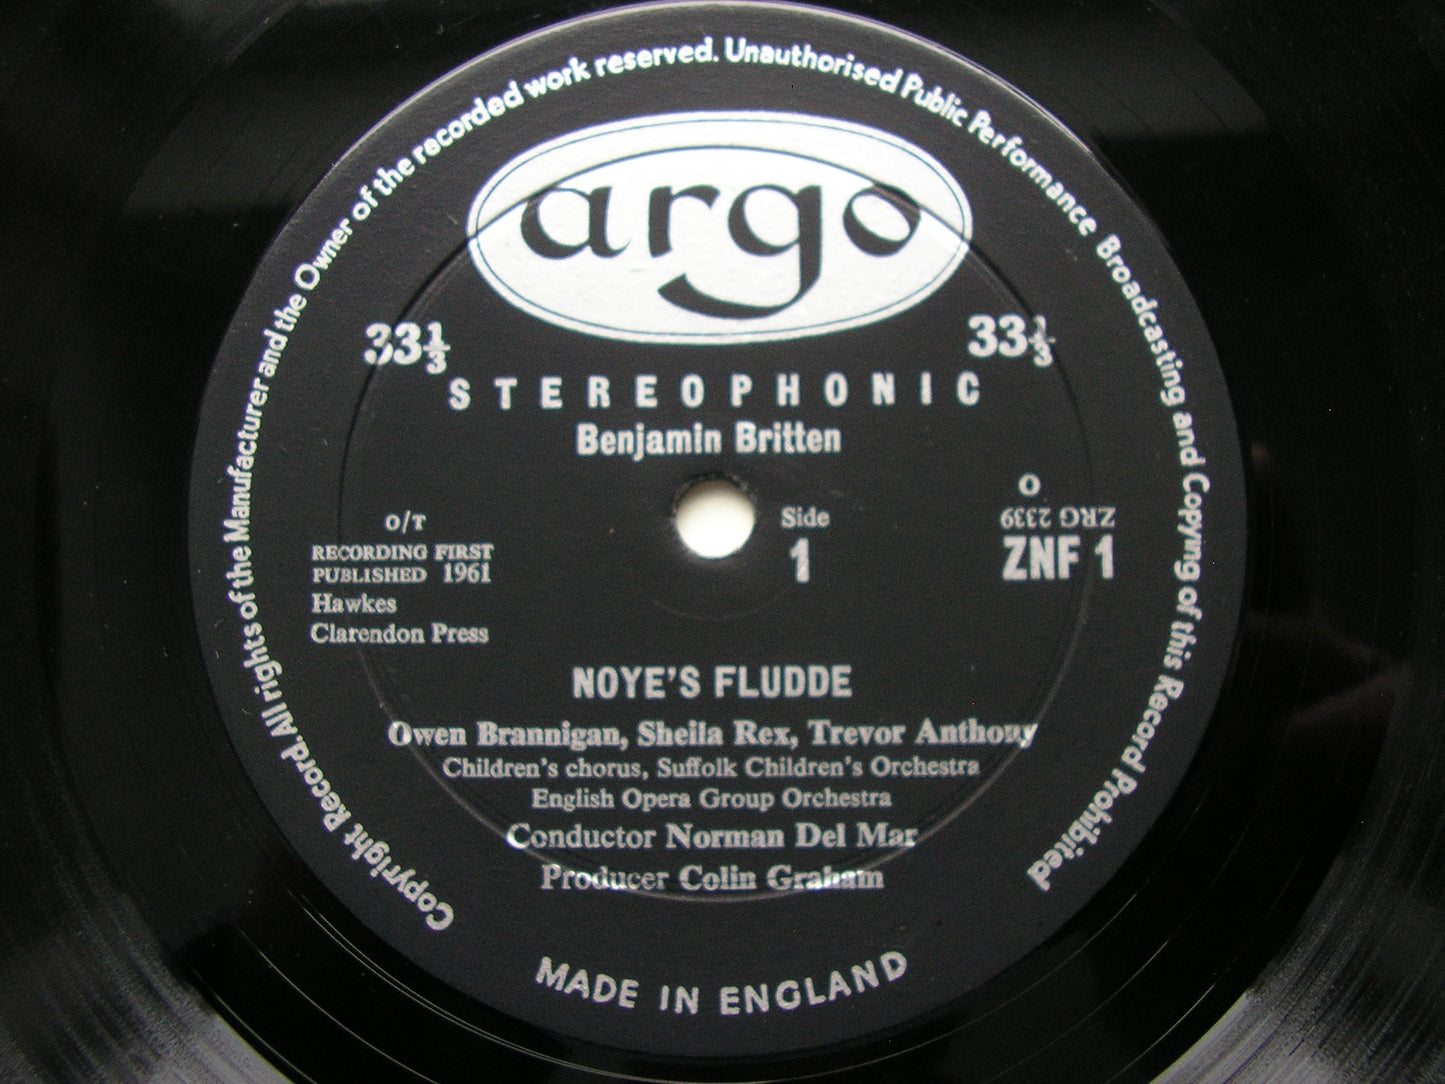 Copyright Record. All rights of the Manufacturer and the Owner of the recorded work reserved. Unauthorised Public Performance Broadcasting and Copying of this Record Prohibited
argo
33⅓ 33⅓
STEREOPHONIC
Benjamin Britten
O/T
RECORDING FIRST
PUBLISHED 1961
Hawkes
Clarendon Press
Side
1
O
ZRG 2339
ZNF 1
NOYE'S FLUDDE
Owen Brannigan, Sheila Rex, Trevor Anthony
Children's chorus, Suffolk Children's Orchestra
English Opera Group Orchestra
Conductor Norman Del Mar
Producer Colin Graham
MADE IN ENGLAND